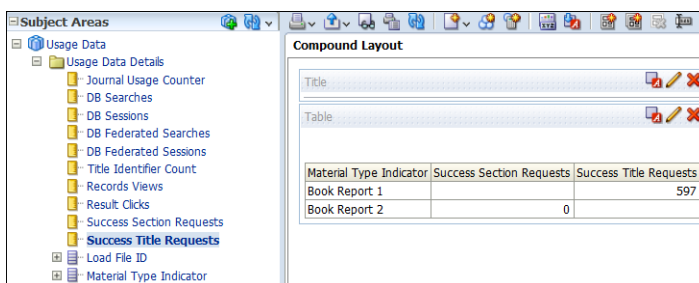 Subject Areas
Usage Data
Usage Data Details
Journal Usage Counter
DB Searches
DB Sessions
DB Federated Searches
DB Federated Sessions
Title Identifier Count
Records Views
Result Clicks
Success Section Requests
Success Title Requests
Load File ID
Material Type Indicator
Compound Layout
Title
Table
Material Type Indicator Success Section Requests Success Title Requests
Book Report 1 597
Book Report 2 0